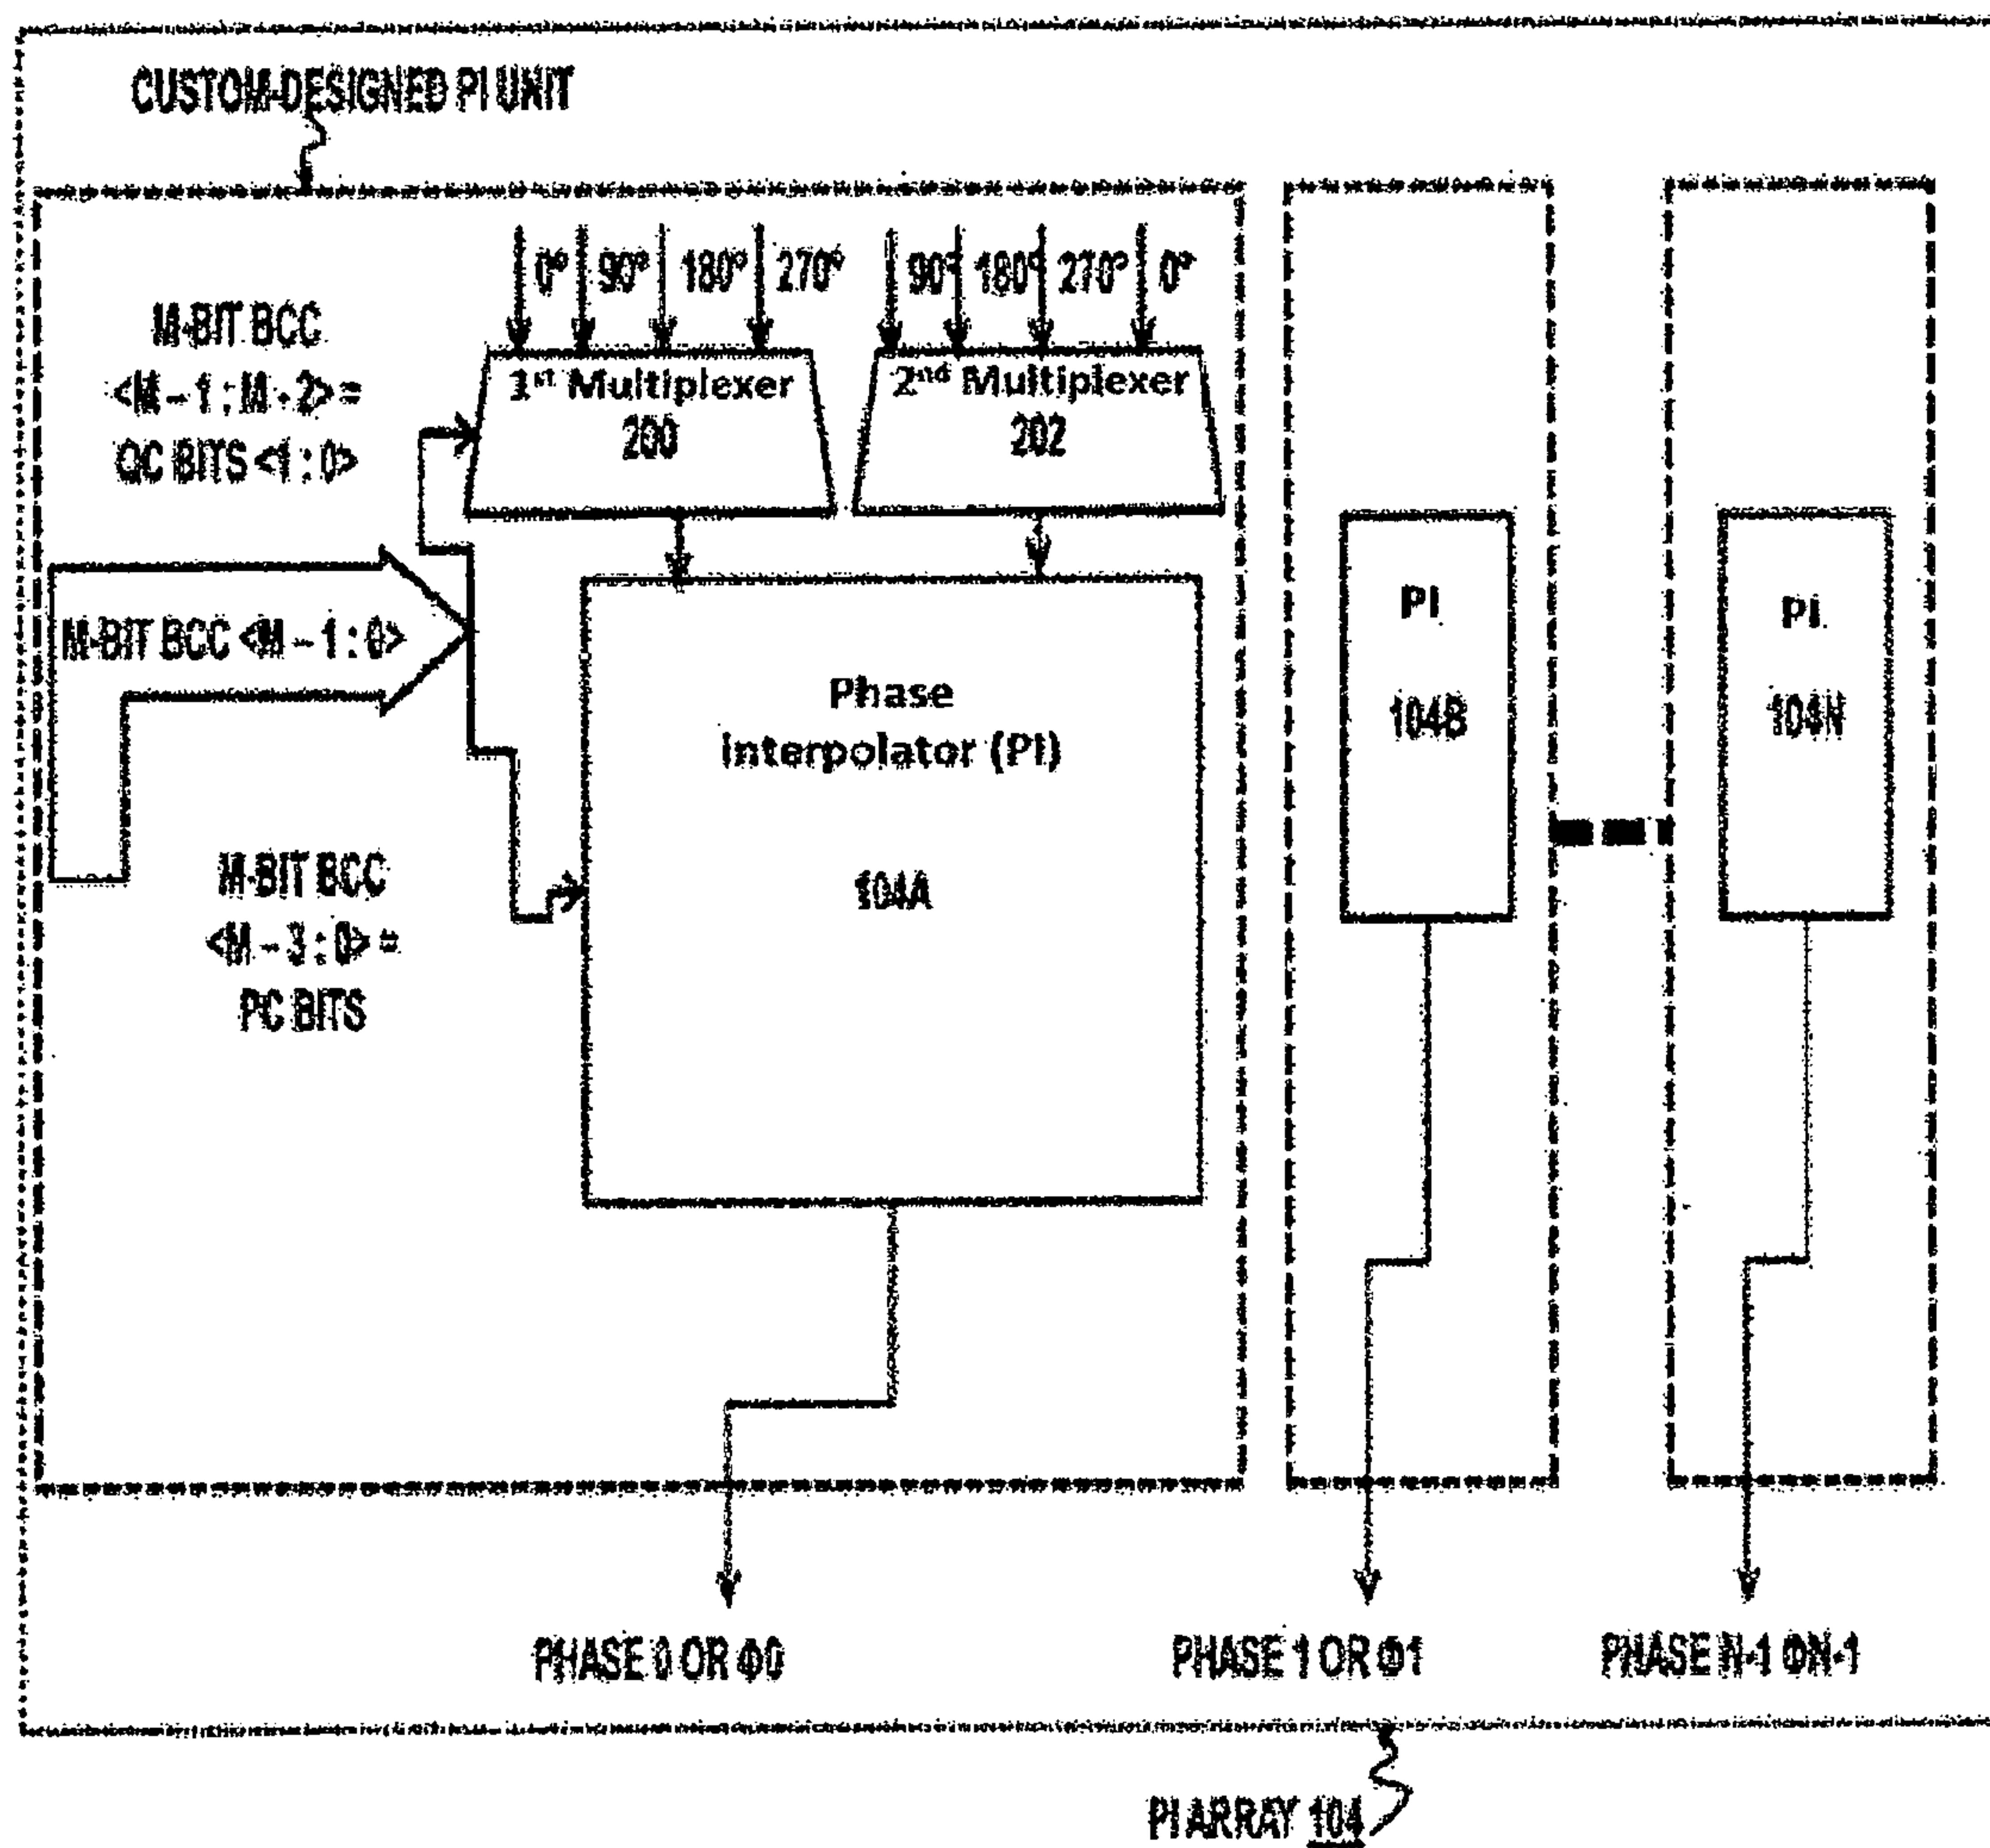 CUSTOM-DESIGNED PI UNIT
0° 90° 180° 270° 90° 180° 270° 0°
M-BIT BCC
<M - 1 : M - 2> =
QC BITS <1 : 0>
1st Multiplexer
200
2nd Multiplexer
202
M-BIT BCC <M - 1 : 0>
Phase
Interpolator (PI)
104A
PI
104B
PI
104N
M-BIT BCC
<M - 3 : 0> =
PC BITS
PHASE 0 OR Φ0
PHASE 1 OR Φ1
PHASE N-1 ΦN-1
PI ARRAY 104